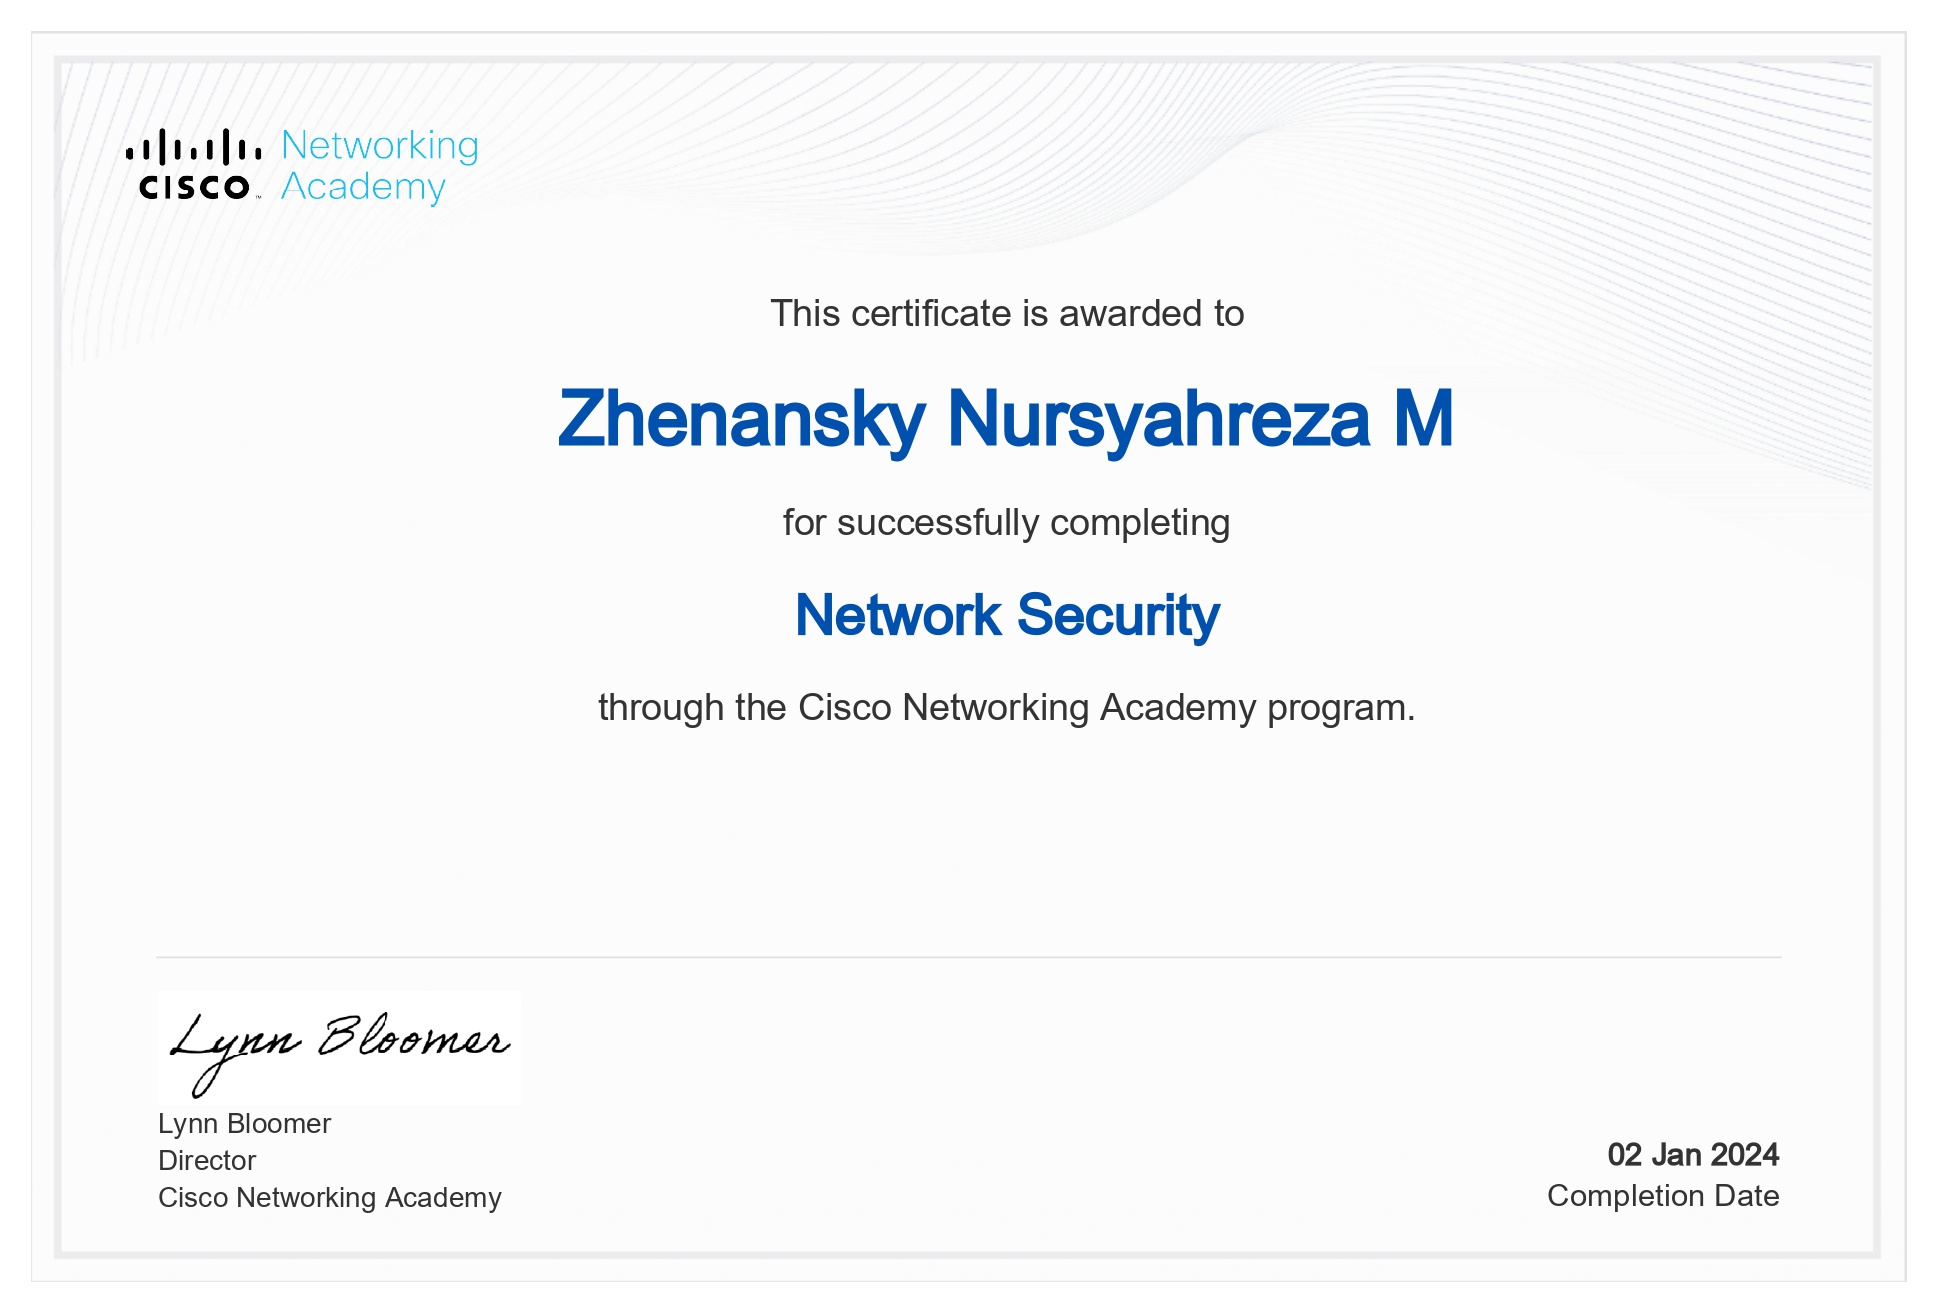 Networking
Academy
CISCO
This certificate is awarded to
Zhenansky Nursyahreza M
for successfully completing
Network Security
through the Cisco Networking Academy program.
Lynn Bloomer
Lynn Bloomer
Director
Cisco Networking Academy
02 Jan 2024
Completion Date